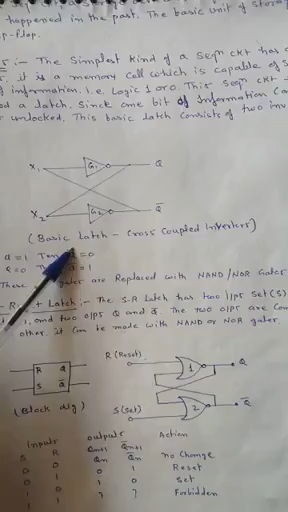 happened in the past. The basic unit of Storag
p-flop.
:- The Simplest Kind of a Seqn CKt has a
it is a memory Cell which is capable of S
f information. i.e. Logic 1 or 0. This Seqn CKt
d a latch. Since one bit of Information Ca
unlocked. This basic latch consists of two inv
X1
G1
Q
X2
G2
Q̅
(Basic Latch - Cross Coupled Inverters)
Q=1 Q̅=0
Q=0 =1
These gates are Replaced with NAND/NOR Gates
Latch:- The S-R Latch has two I/Ps Set(S)
and two o/ps Q and Q̅. The two o/ps are
other. it can be made with NAND or NOR gates
R Q
S Q̅
(Block dig)
R (Reset)
1
Q
S (Set)
2
Q̅
Inputs outputs Action
S R Qn+1 Q̅n+1
0 0 Qn Q̅n no Change
0 1 0 1 Reset
1 0 1 0 Set
1 1 ? ? Forbidden